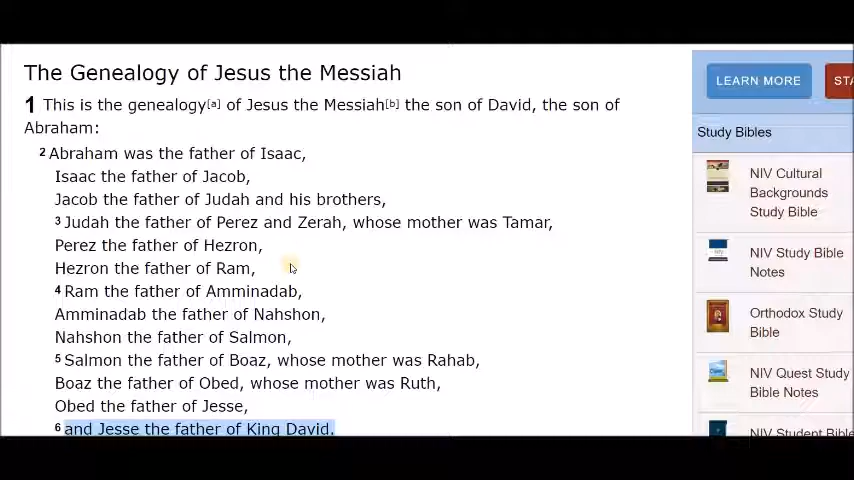 The Genealogy of Jesus the Messiah
1 This is the genealogy[a] of Jesus the Messiah[b] the son of David, the son of
Abraham:
2 Abraham was the father of Isaac,
Isaac the father of Jacob,
Jacob the father of Judah and his brothers,
3 Judah the father of Perez and Zerah, whose mother was Tamar,
Perez the father of Hezron,
Hezron the father of Ram,
4 Ram the father of Amminadab,
Amminadab the father of Nahshon,
Nahshon the father of Salmon,
5 Salmon the father of Boaz, whose mother was Rahab,
Boaz the father of Obed, whose mother was Ruth,
Obed the father of Jesse,
6 and Jesse the father of King David.
LEARN MORE
STA
Study Bibles
NIV Cultural
Backgrounds
Study Bible
NIV Study Bible
Notes
Orthodox Study
Bible
NIV Quest Study
Bible Notes
NIV Student Bible